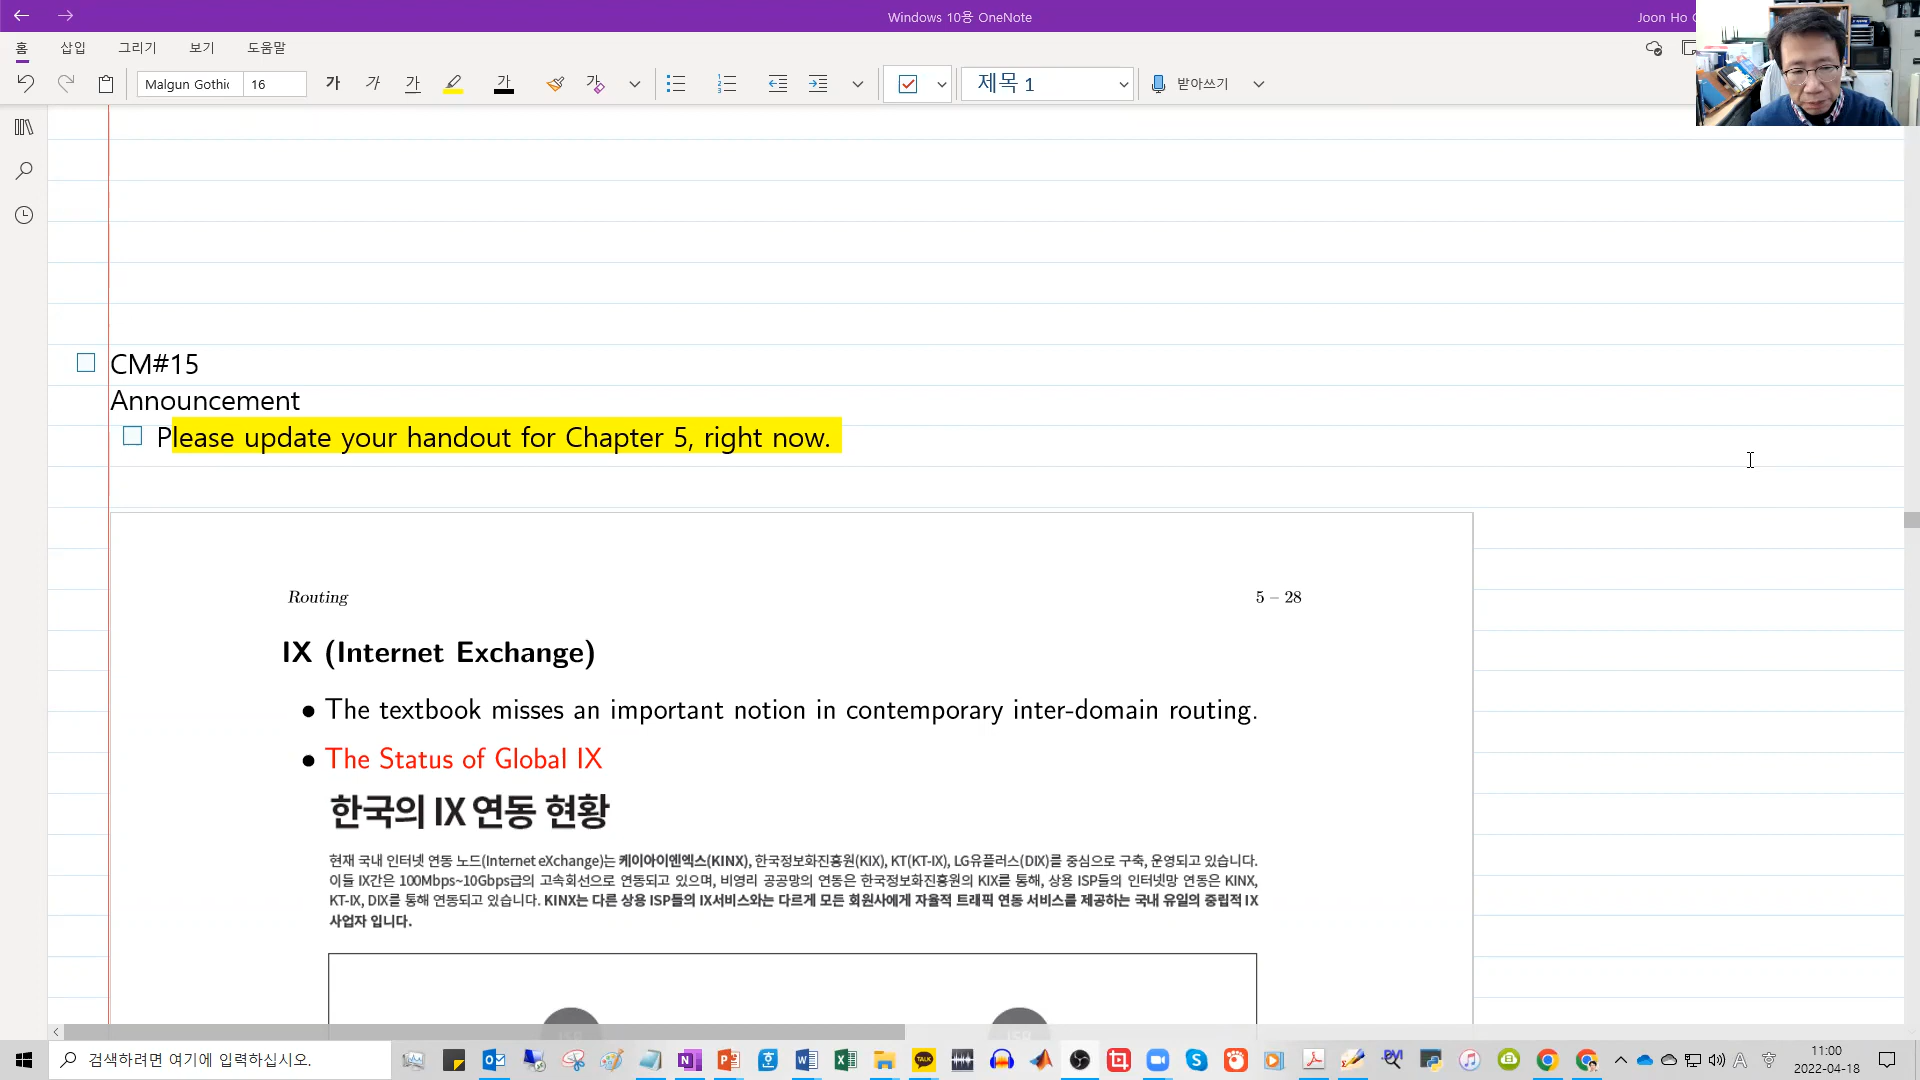 Windows 10용 OneNote
Joon Ho
홈 삽입 그리기 보기 도움말
Malgun Gothic 16 가 가 가 가 가 제목 1 받아쓰기
CM#15
Announcement
Please update your handout for Chapter 5, right now.
Routing 5 – 28
IX (Internet Exchange)
• The textbook misses an important notion in contemporary inter-domain routing.
• The Status of Global IX
한국의 IX 연동 현황
현재 국내 인터넷 연동 노드(Internet eXchange)는 케이아이엔엑스(KINX), 한국정보화진흥원(KIX), KT(KT-IX), LG유플러스(DIX)를 중심으로 구축, 운영되고 있습니다.
이들 IX간은 100Mbps~10Gbps급의 고속회선으로 연동되고 있으며, 비영리 공공망의 연동은 한국정보화진흥원의 KIX를 통해, 상용 ISP들의 인터넷망 연동은 KINX,
KT-IX, DIX를 통해 연동되고 있습니다. KINX는 다른 상용 ISP들의 IX서비스와는 다르게 모든 회원사에게 자율적 트래픽 연동 서비스를 제공하는 국내 유일의 중립적 IX
사업자 입니다.
검색하려면 여기에 입력하십시오.
A
11:00
2022-04-18